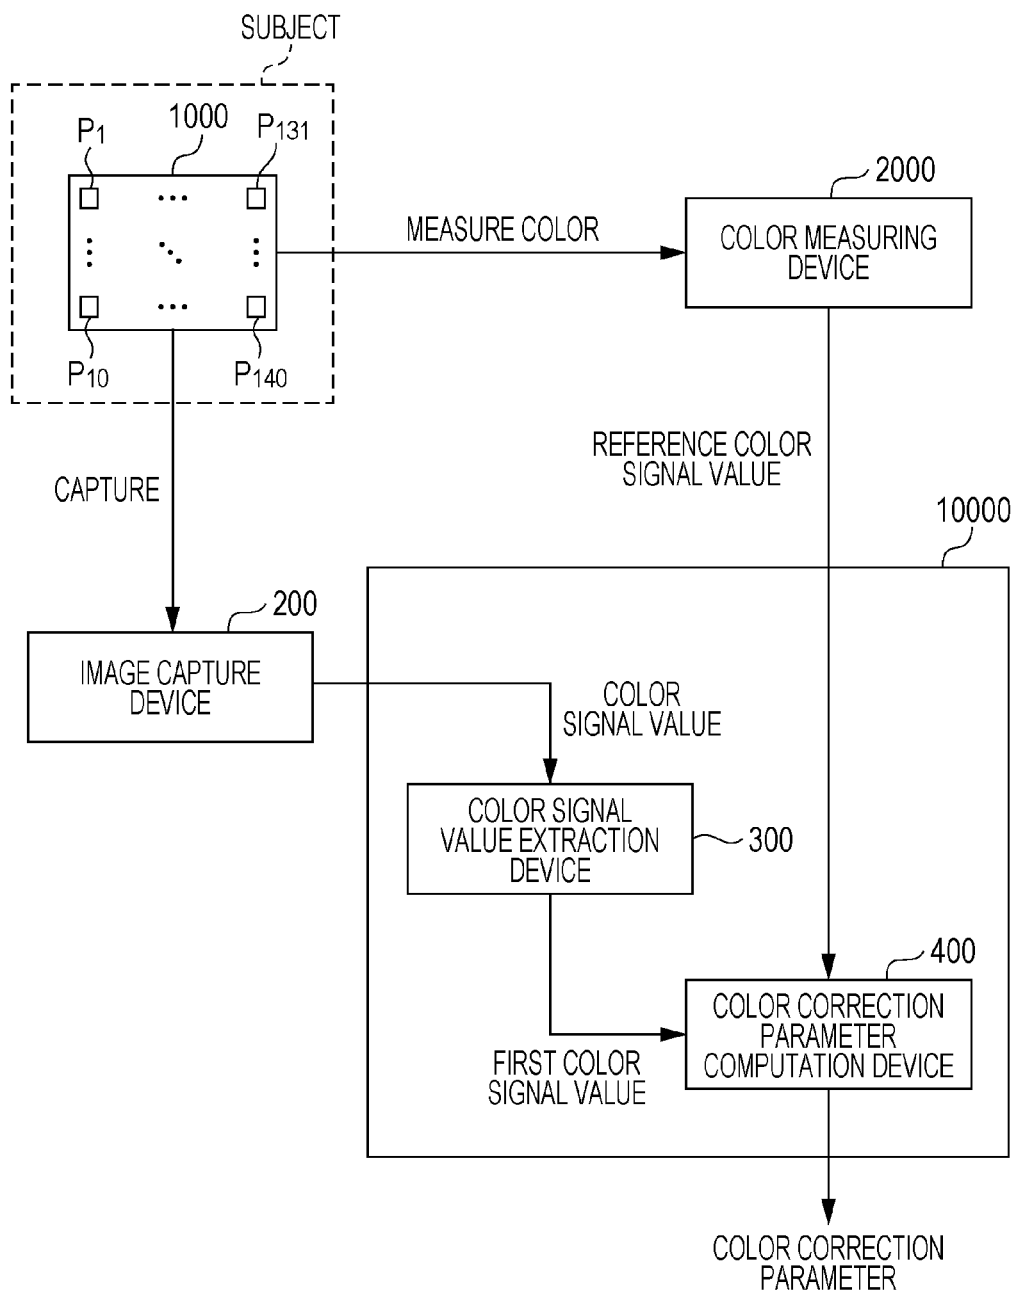 SUBJECT
P1
1000
P131
P10
P140
MEASURE COLOR
2000
COLOR MEASURING
DEVICE
CAPTURE
REFERENCE COLOR
SIGNAL VALUE
10000
200
IMAGE CAPTURE
DEVICE
COLOR
SIGNAL VALUE
COLOR SIGNAL
VALUE EXTRACTION
DEVICE
300
400
COLOR CORRECTION
PARAMETER
COMPUTATION DEVICE
FIRST COLOR
SIGNAL VALUE
COLOR CORRECTION
PARAMETER